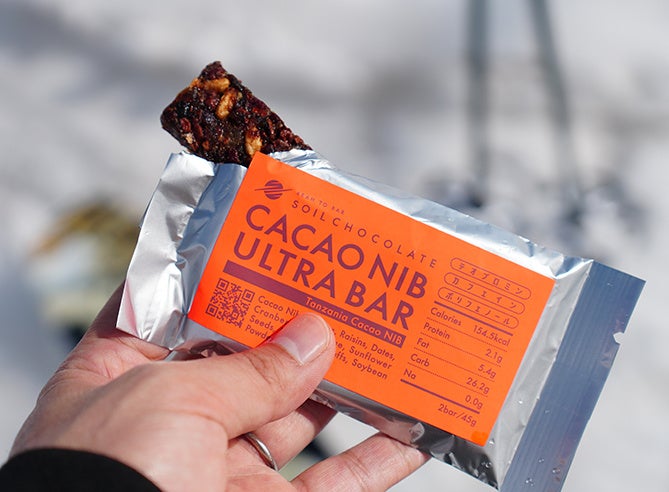 BEAN TO BAR
SOIL CHOCOLATE
CACAO NIB
ULTRA BAR
Tanzania Cacao NIB
Cacao NIB, Raisins, Dates,
Cranbe Sunflower
Seeds, Soybean
Powde
テオブロミン
カフェイン
ポリフェノール
Calories 154.5kcal
Protein 2.1g
Fat 5.4g
Carb 26.2g
Na 0.0g
2bar/45g